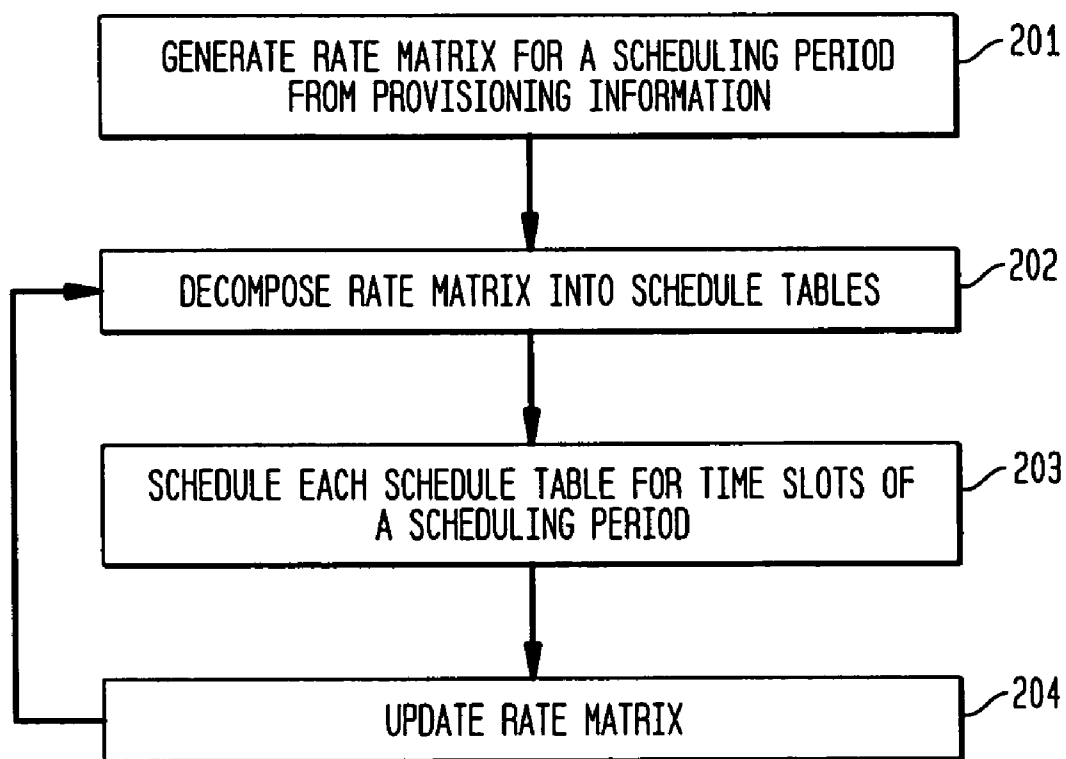 GENERATE RATE MATRIX FOR A SCHEDULING PERIOD
FROM PROVISIONING INFORMATION
201
DECOMPOSE RATE MATRIX INTO SCHEDULE TABLES
202
SCHEDULE EACH SCHEDULE TABLE FOR TIME SLOTS OF
A SCHEDULING PERIOD
203
UPDATE RATE MATRIX
204